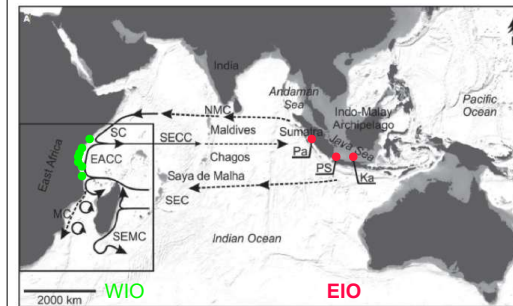 A
N
India
Andaman
Sea
Pacific
Ocean
NMC
Indo-Malay
Archipelago
SC
Maldives
Sumatra
SECC
Java Sea
East Africa
EACC
Chagos
Pa
PS
Ka
Saya de Malha
MC
SEC
SEMC
Indian Ocean
2000 km
WIO
EIO